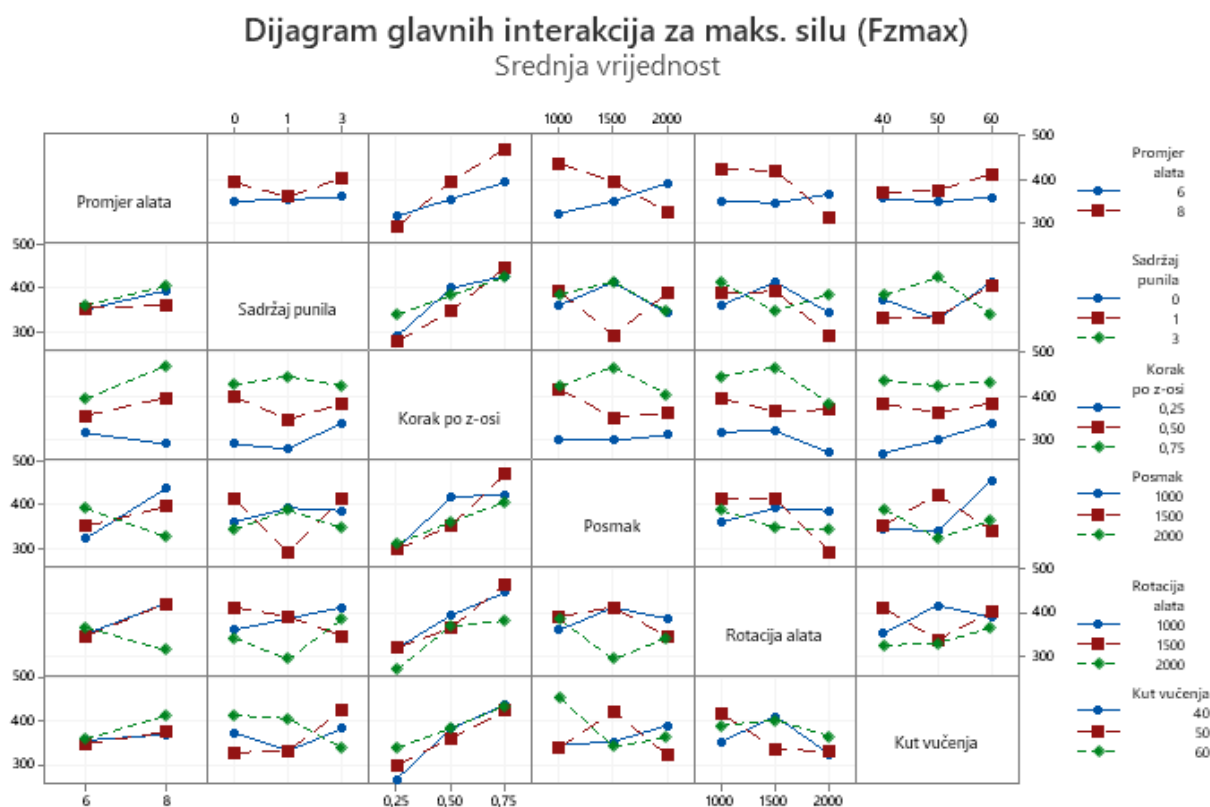 Dijagram glavnih interakcija za maks. silu (Fzmax)
Srednja vrijednost
0 1 3 1000 1500 2000 40 50 60
Promjer alata
500
400
300
Promjer
alata
6
8
500
400
300
Sadržaj punila
Sadržaj
punila
0
1
3
Korak po z-osi
500
400
300
Korak
po z-osi
0,25
0,50
0,75
500
400
300
Posmak
Posmak
1000
1500
2000
Rotacija alata
500
400
300
Rotacija
alata
1000
1500
2000
500
400
300
Kut vučenja
Kut vučenja
40
50
60
6 8 0,25 0,50 0,75 1000 1500 2000